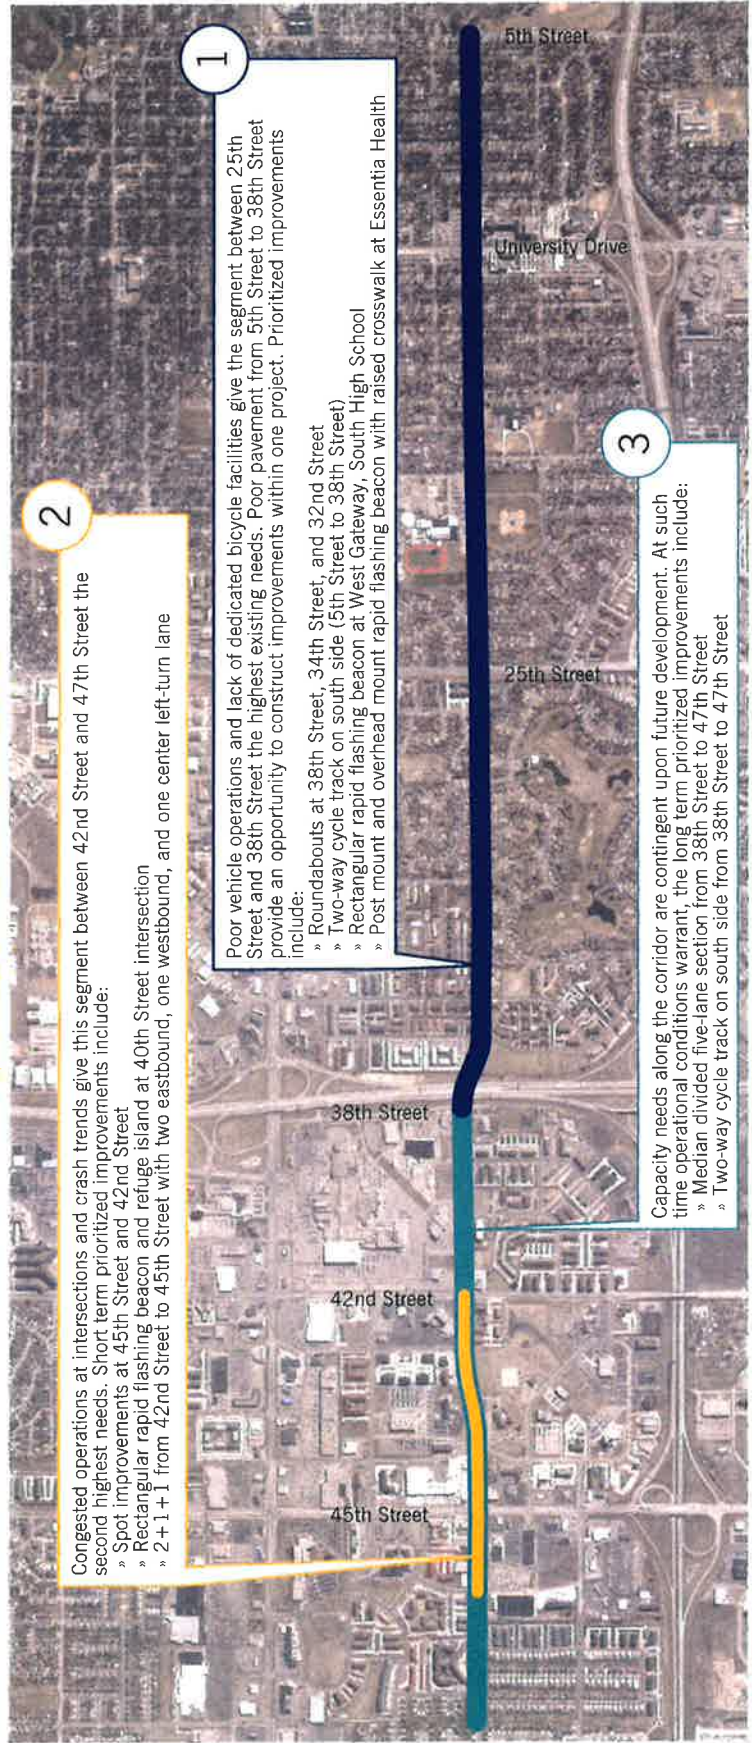 2
Congested operations at intersections and crash trends give this segment between 42nd Street and 47th Street the
second highest needs. Short term prioritized improvements include:
» Spot improvements at 45th Street and 42nd Street
» Rectangular rapid flashing beacon and refuge island at 40th Street intersection
» 2+1+1 from 42nd Street to 45th Street with two eastbound, one westbound, and one center left-turn lane
1
Poor vehicle operations and lack of dedicated bicycle facilities give the segment between 25th
Street and 38th Street the highest existing needs. Poor pavement from 5th Street to 38th Street
provide an opportunity to construct improvements within one project. Prioritized improvements
include:
» Roundabouts at 38th Street, 34th Street, and 32nd Street
» Two-way cycle track on south side (5th Street to 38th Street)
» Rectangular rapid flashing beacon at West Gateway, South High School
» Post mount and overhead mount rapid flashing beacon with raised crosswalk at Essentia Health
45th Street
42nd Street
38th Street
25th Street
University Drive
5th Street
3
Capacity needs along the corridor are contingent upon future development. At such
time operational conditions warrant, the long term prioritized improvements include:
» Median divided five-lane section from 38th Street to 47th Street
» Two-way cycle track on south side from 38th Street to 47th Street